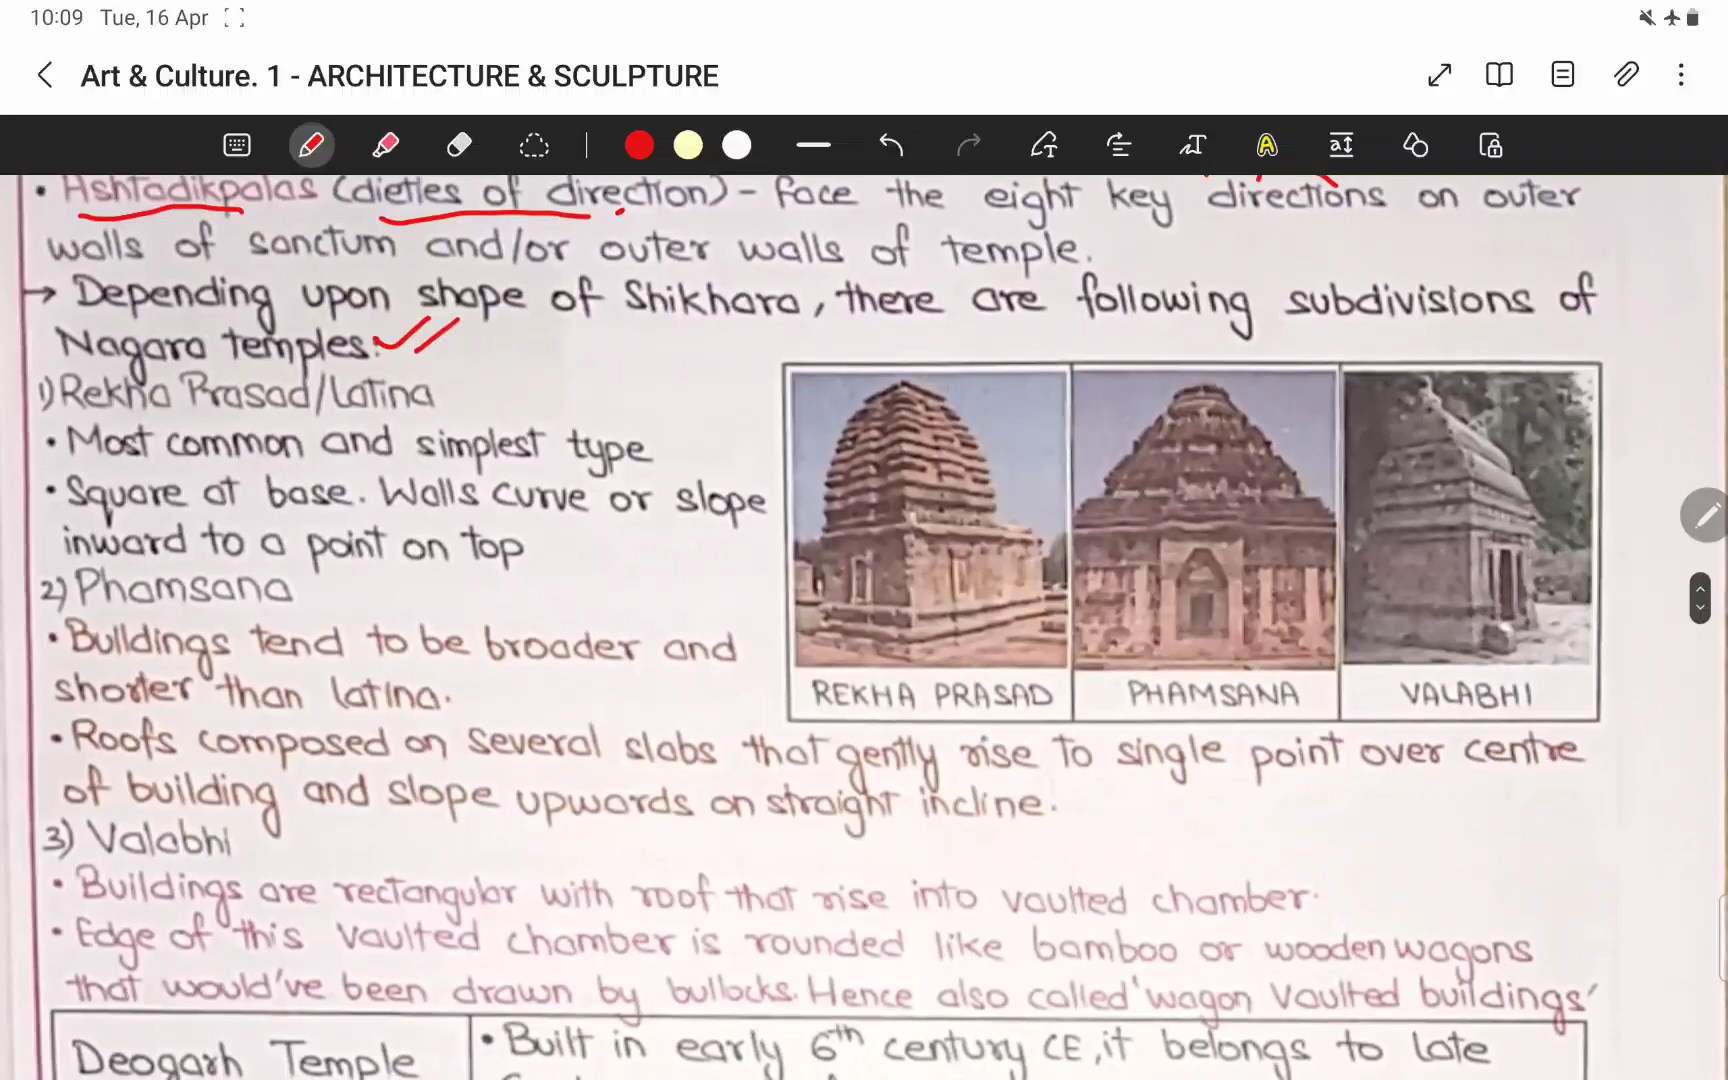 10:09 Tue, 16 Apr
Art & Culture. 1 - ARCHITECTURE & SCULPTURE
• Ashtadikpalas (dieties of direction) - face the eight key directions on outer
walls of sanctum and/or outer walls of temple.
→ Depending upon shape of Shikhara, there are following subdivisions of
Nagara temples:
1) Rekha Prasad/Latina
• Most common and simplest type
• Square at base. Walls curve or slope
inward to a point on top
2) Phamsana
• Buildings tend to be broader and
shorter than latina.
REKHA PRASAD
PHAMSANA
VALABHI
• Roofs composed on several slabs that gently rise to single point over centre
of building and slope upwards on straight incline.
3) Valabhi
• Buildings are rectangular with roof that rise into vaulted chamber.
• Edge of this vaulted chamber is rounded like bamboo or wooden wagons
that would've been drawn by bullocks. Hence also called 'wagon vaulted buildings'
Deogarh Temple
• Built in early 6th century CE, it belongs to late